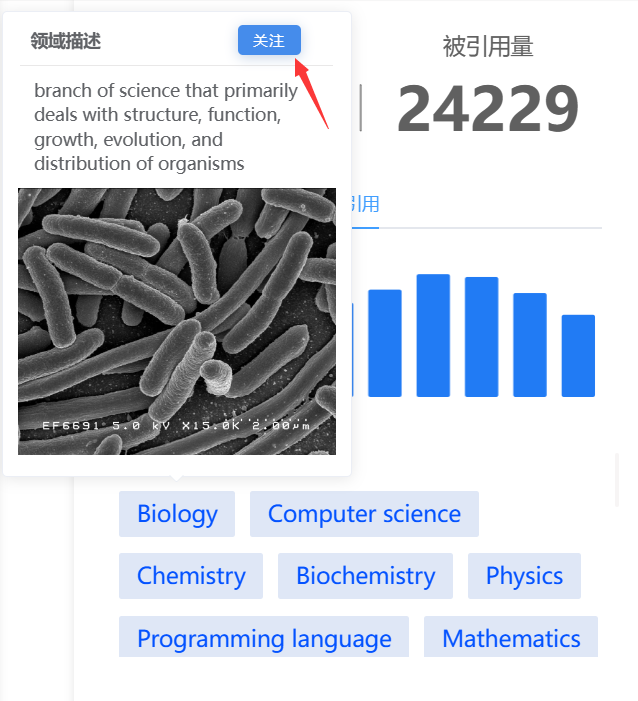 领域描述
关注
branch of science that primarily
deals with structure, function,
growth, evolution, and
distribution of organisms
EF6691 5.0 kV X15.0K 2.00µm
被引用量
24229
引用
Biology
Computer science
Chemistry
Biochemistry
Physics
Programming language
Mathematics